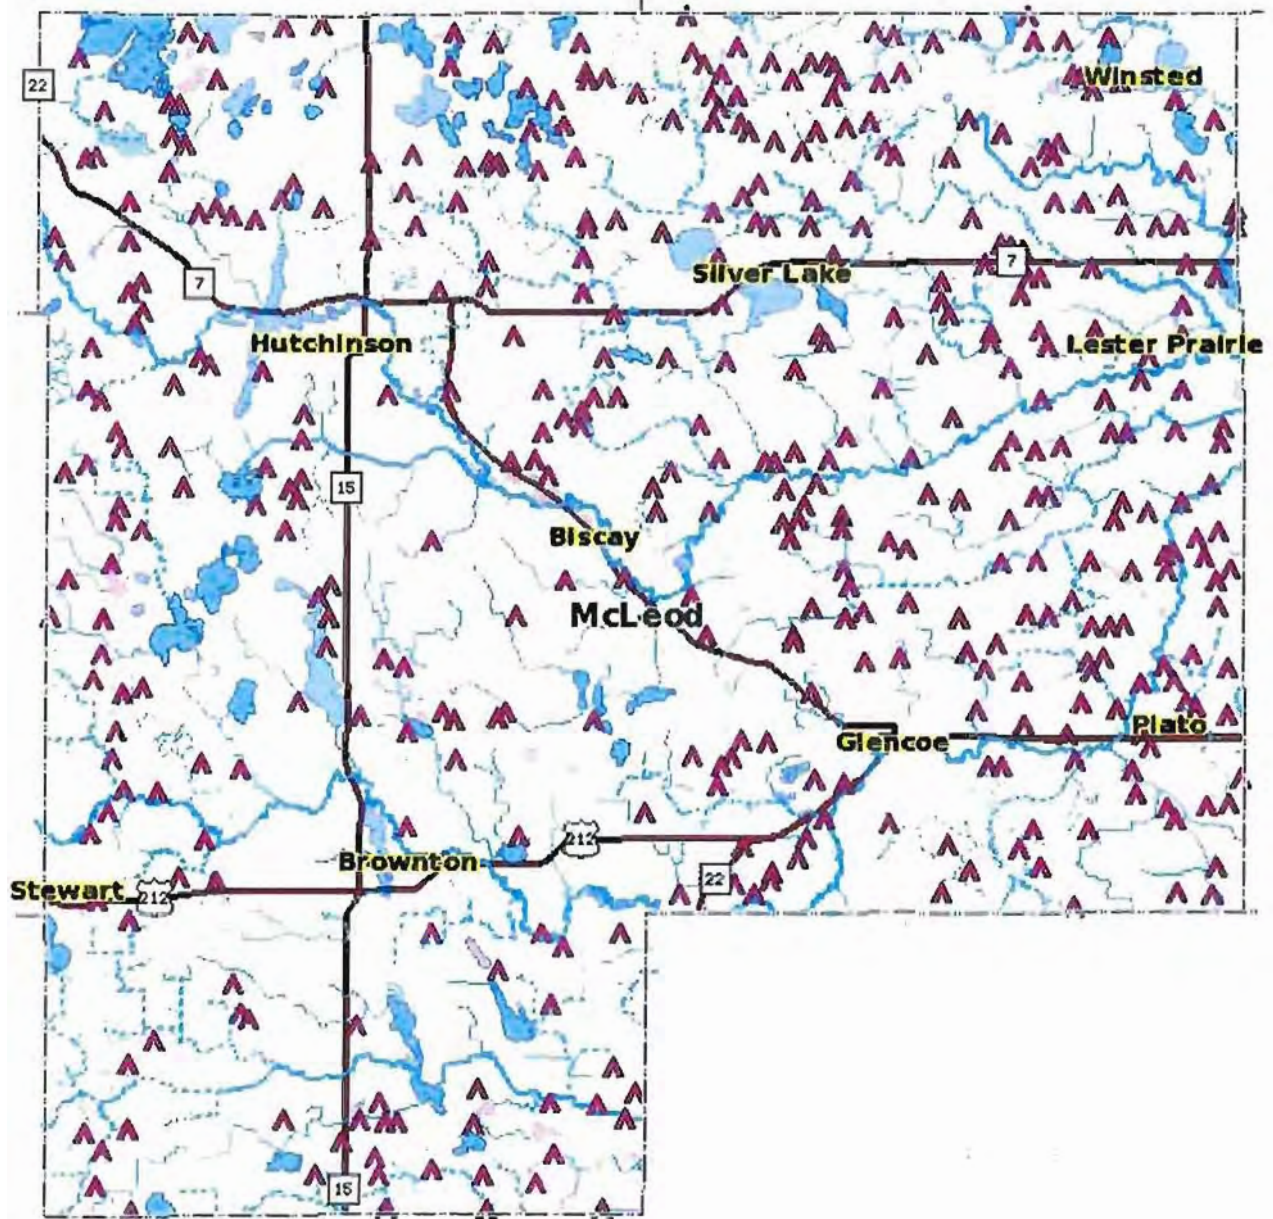 Winsted
22
7
7
Silver Lake
Hutchinson
Lester Prairie
15
Biscay
McLeod
Plato
Glencoe
212
Brownton
22
Stewart
212
15